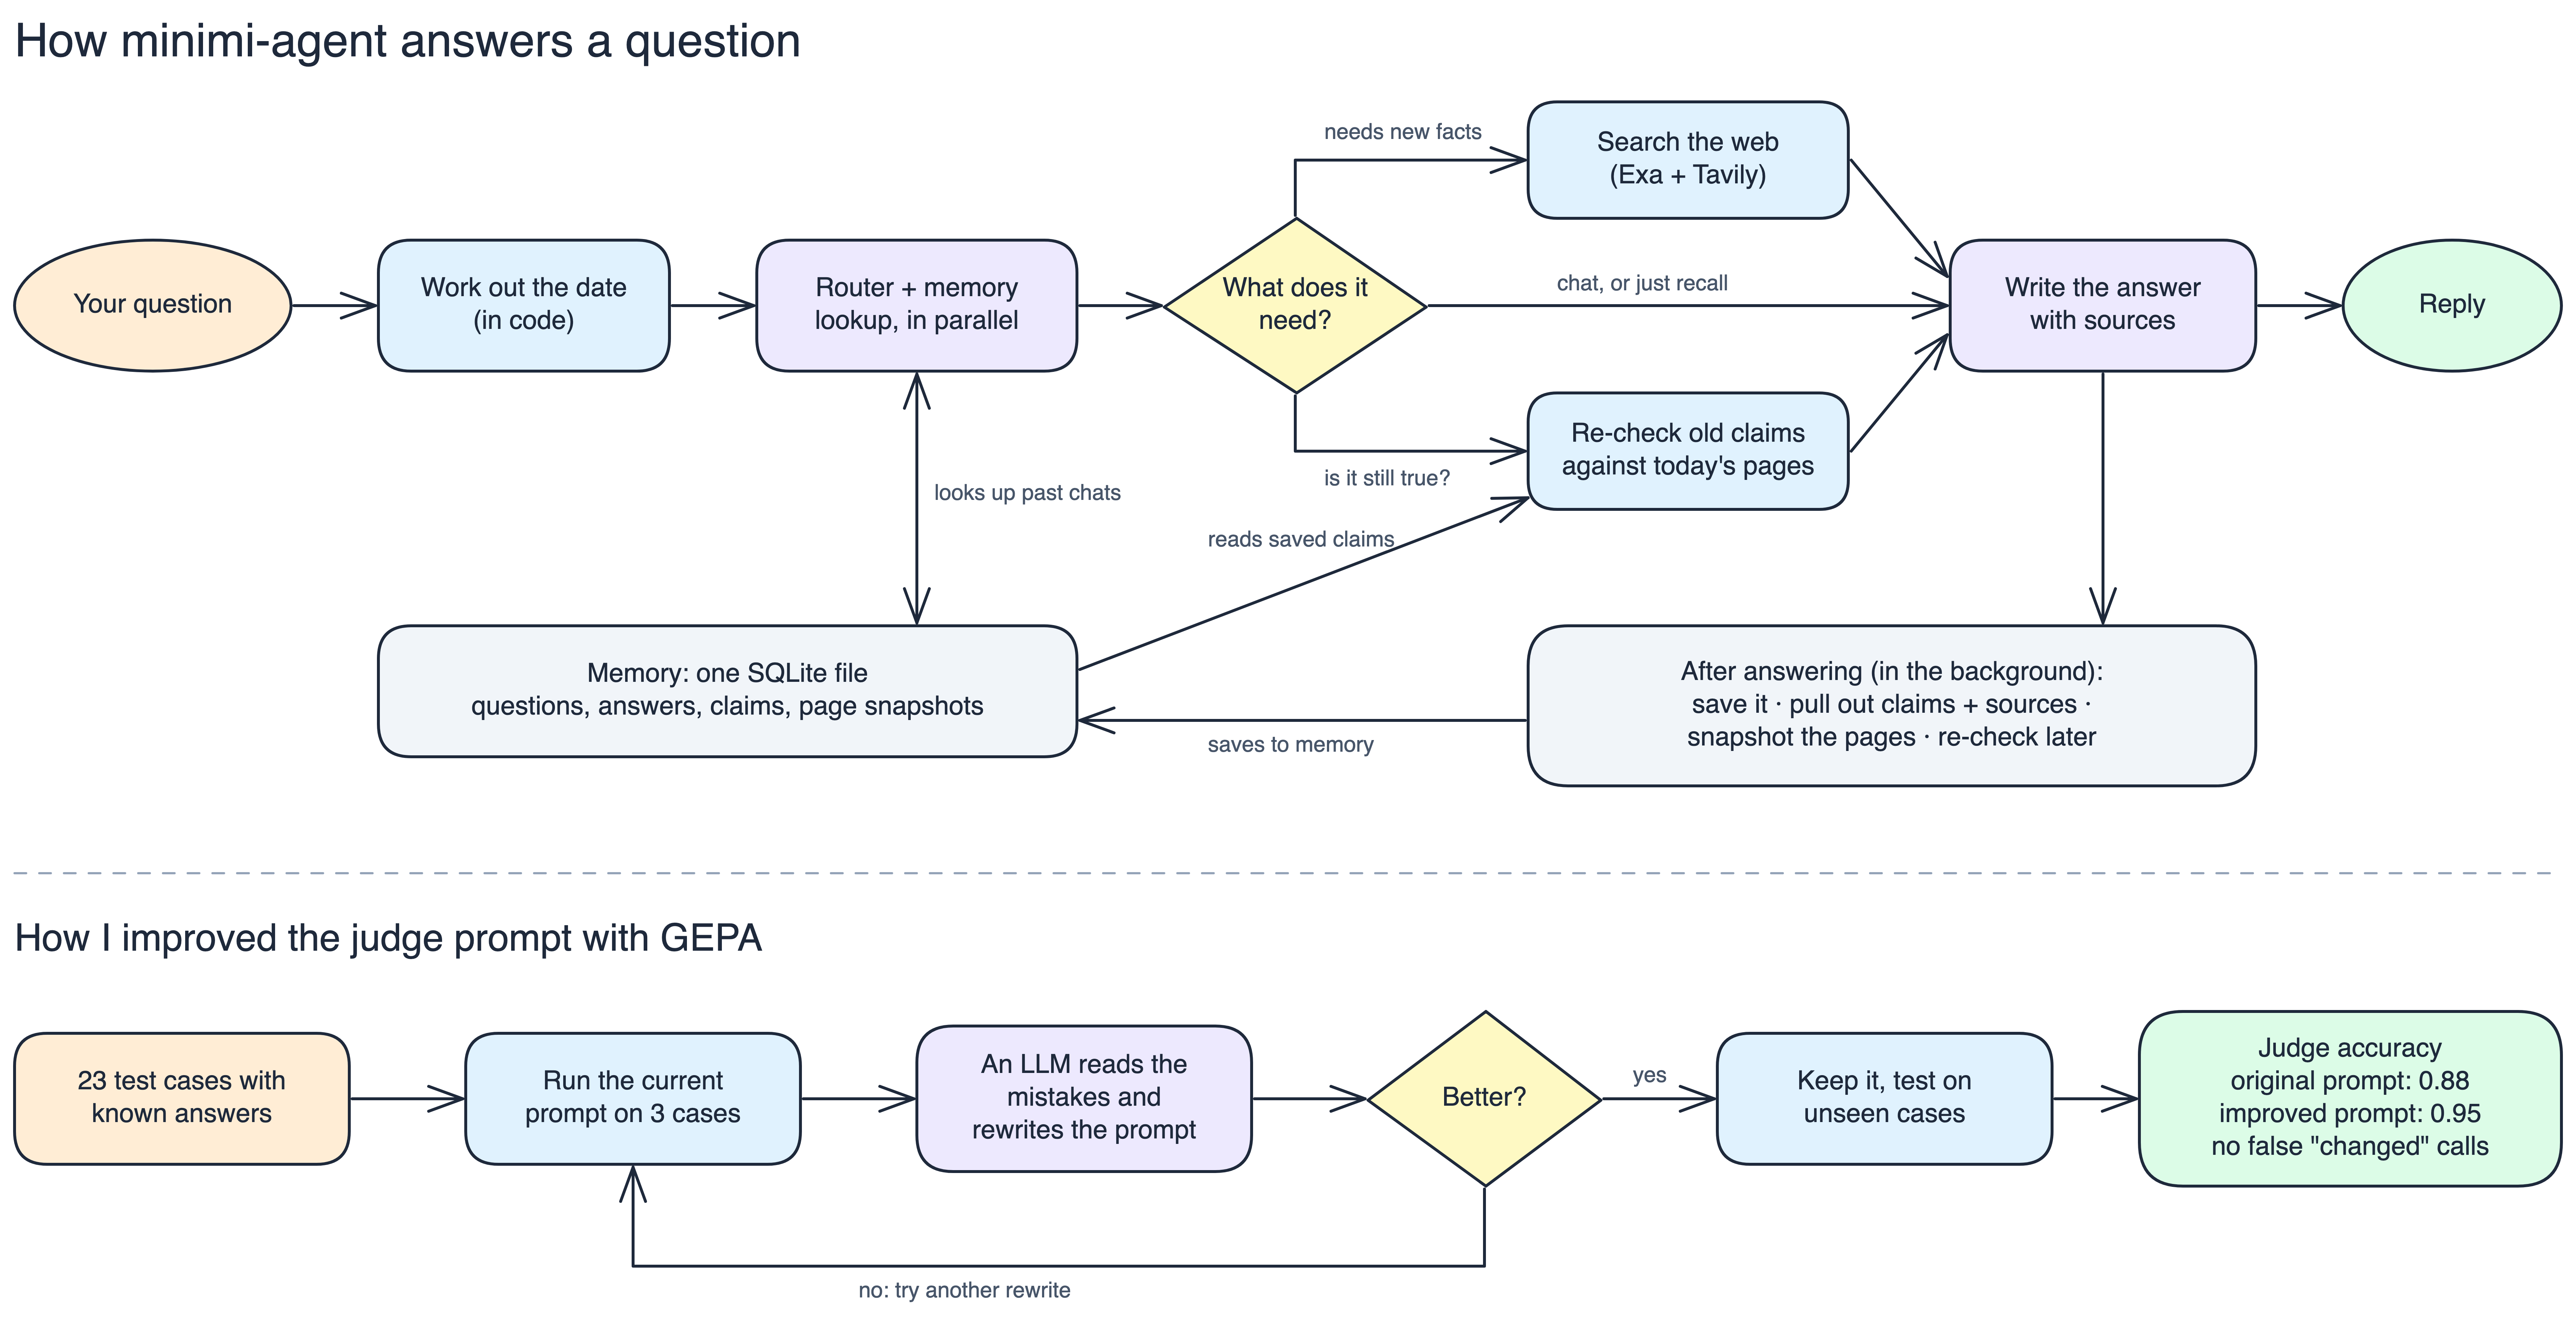 How minimi-agent answers a question
needs new facts
Search the web
(Exa + Tavily)
Your question
Work out the date
(in code)
Router + memory
lookup, in parallel
What does it
need?
chat, or just recall
Write the answer
with sources
Reply
Re-check old claims
against today's pages
is it still true?
looks up past chats
reads saved claims
Memory: one SQLite file
questions, answers, claims, page snapshots
After answering (in the background):
save it · pull out claims + sources ·
snapshot the pages · re-check later
saves to memory
How I improved the judge prompt with GEPA
23 test cases with
known answers
Run the current
prompt on 3 cases
An LLM reads the
mistakes and
rewrites the prompt
Better?
yes
Keep it, test on
unseen cases
Judge accuracy
original prompt: 0.88
improved prompt: 0.95
no false "changed" calls
no: try another rewrite